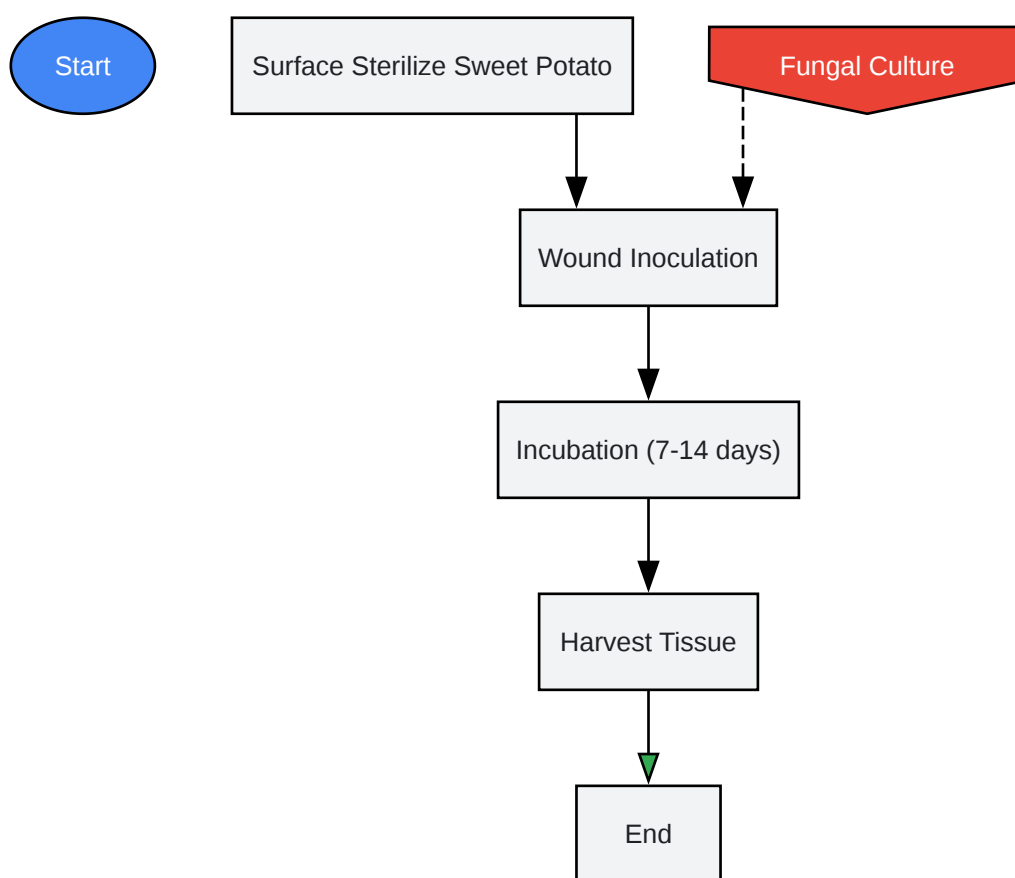 Start
Surface Sterilize Sweet Potato
Fungal Culture
Wound Inoculation
Incubation (7-14 days)
Harvest Tissue
End